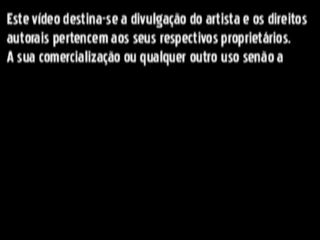 Este vídeo destina-se a divulgação do artista e os direitos
autorais pertencem aos seus respectivos proprietários.
A sua comercialização ou qualquer outro uso senão a